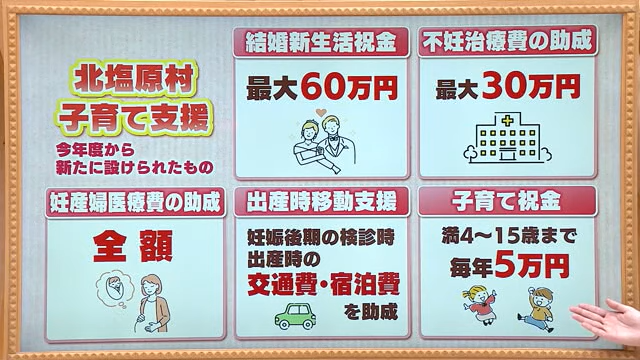 北塩原村
子育て支援
今年度から
新たに設けられたもの
結婚新生活祝金
最大60万円
不妊治療費の助成
最大30万円
妊産婦医療費の助成
全額
出産時移動支援
妊娠後期の検診時
出産時の
交通費・宿泊費
を助成
子育て祝金
満4〜15歳まで
毎年5万円